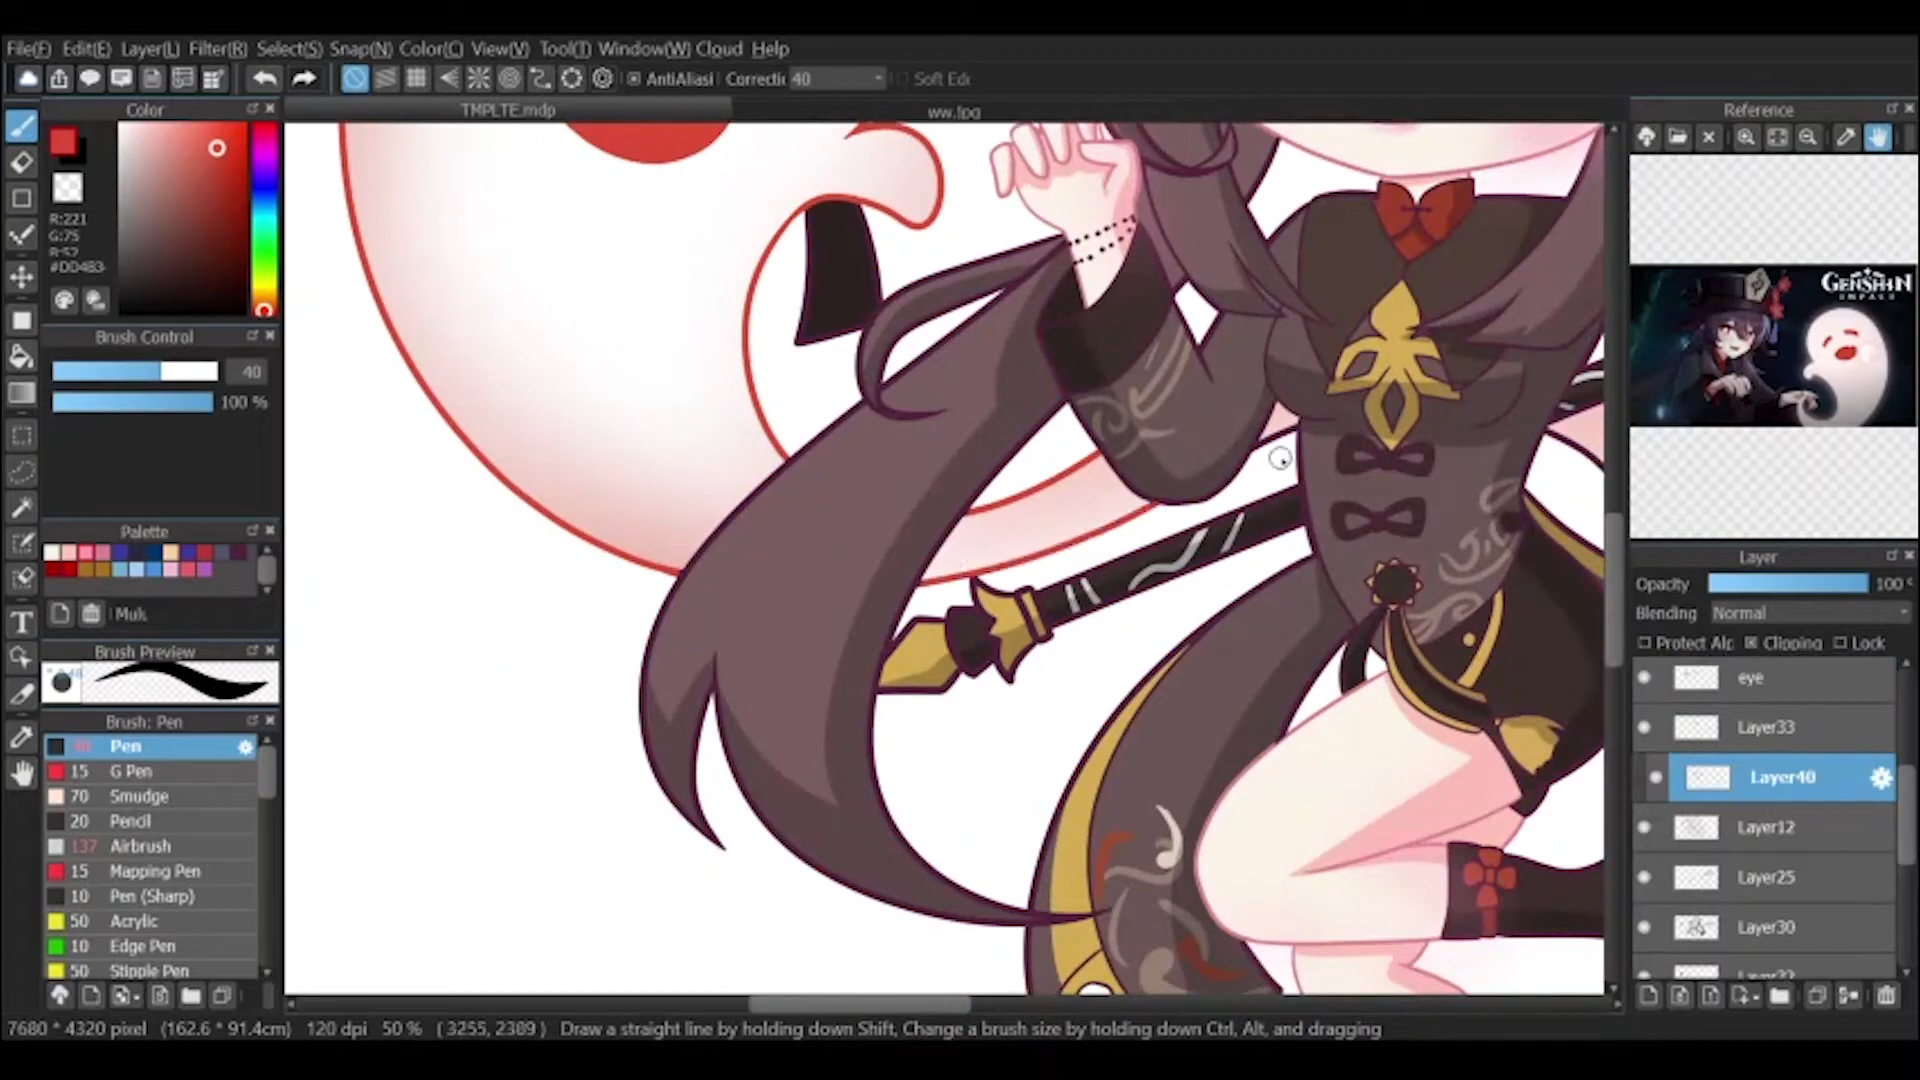 File(F) Edit(E) Layer(L) Filter(R) Select(S) Snap(N) Color(C) View(V) Tool(T) Window(W) Cloud Help
AntiAliasi Correctic 40 Soft Edg
Color
TMPLTE.mdp
ww.jpg
Reference
R:221
G:75
R:52
#DD4B3
GENSHIN
IMPACT
Brush Control
40
100 %
Palette
Muk
Brush Preview
Brush: Pen
Pen
15 G Pen
70 Smudge
20 Pencil
137 Airbrush
15 Mapping Pen
10 Pen (Sharp)
50 Acrylic
10 Edge Pen
50 Stipple Pen
Layer
Opacity 100
Blending Normal
Protect Alp Clipping Lock
eye
Layer33
Layer40
Layer12
Layer25
Layer30
7680 * 4320 pixel (162.6 * 91.4cm) 120 dpi 50 % ( 3255, 2389 ) Draw a straight line by holding down Shift, Change a brush size by holding down Ctrl, Alt, and dragging